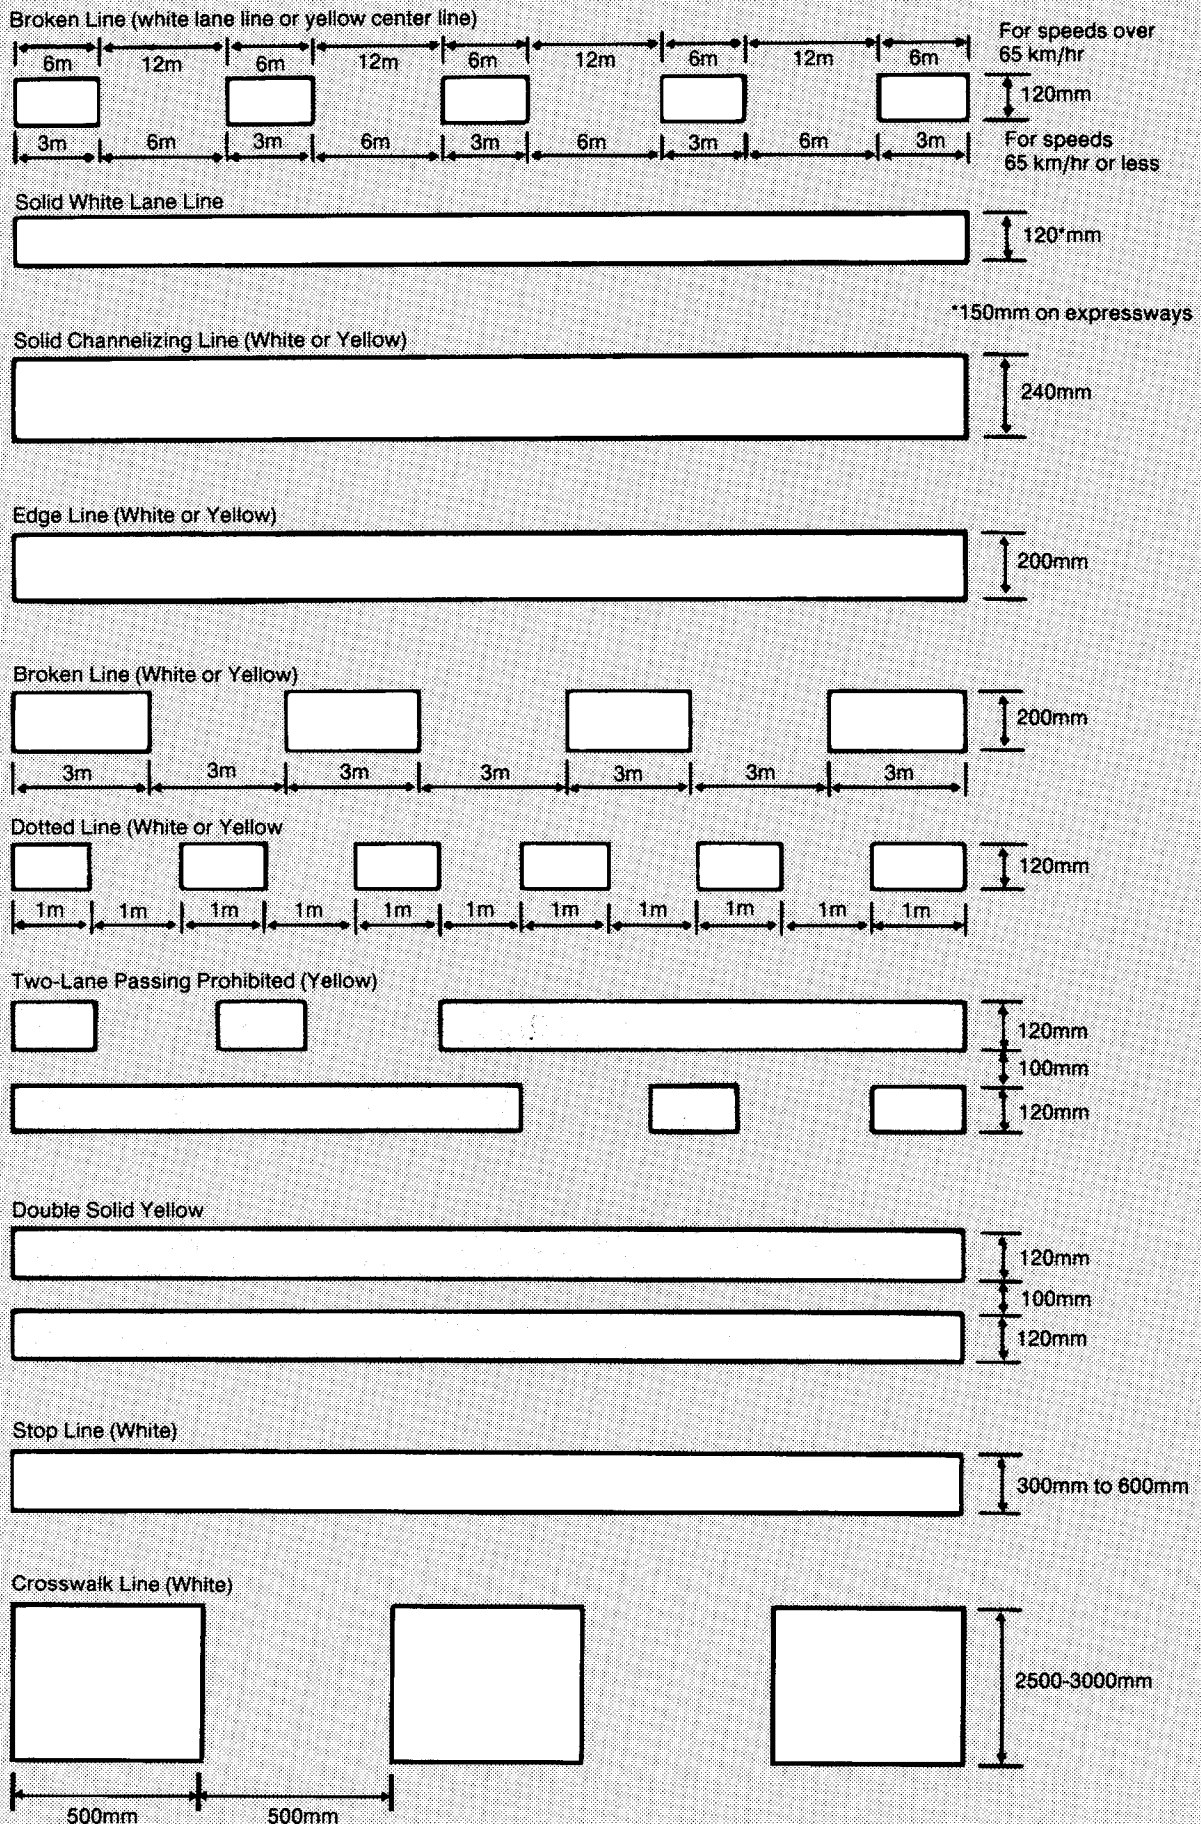 Broken Line (white lane line or yellow center line)
6m 12m 6m 12m 6m 12m 6m 12m 6m
For speeds over
65 km/hr
120mm
3m 6m 3m 6m 3m 6m 3m 6m 3m
For speeds
65 km/hr or less
Solid White Lane Line
120*mm
*150mm on expressways
Solid Channelizing Line (White or Yellow)
240mm
Edge Line (White or Yellow)
200mm
Broken Line (White or Yellow)
200mm
3m 3m 3m 3m 3m 3m 3m
Dotted Line (White or Yellow
120mm
1m 1m 1m 1m 1m 1m 1m 1m 1m 1m 1m
Two-Lane Passing Prohibited (Yellow)
120mm
100mm
120mm
Double Solid Yellow
120mm
100mm
120mm
Stop Line (White)
300mm to 600mm
Crosswalk Line (White)
2500-3000mm
500mm 500mm